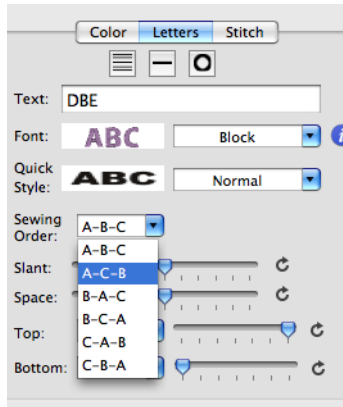 Color Letters Stitch
Text: DBE
Font: ABC Block
Quick Style: ABC Normal
Sewing Order: A-B-C
A-B-C
Slant: A-C-B
Space: B-A-C
B-C-A
Top: C-A-B
Bottom: C-B-A